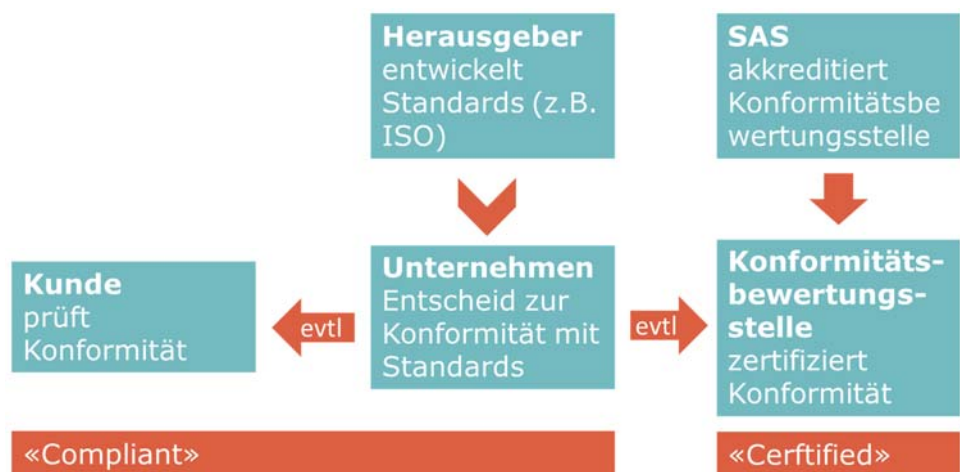 Herausgeber
entwickelt
Standards (z.B.
ISO)
SAS
akkreditiert
Konformitätsbe
wertungsstelle
Kunde
prüft
Konformität
evtl
Unternehmen
Entscheid zur
Konformität mit
Standards
evtl
Konformitäts-
bewertungs-
stelle
zertifiziert
Konformität
«Compliant»
«Cerftified»